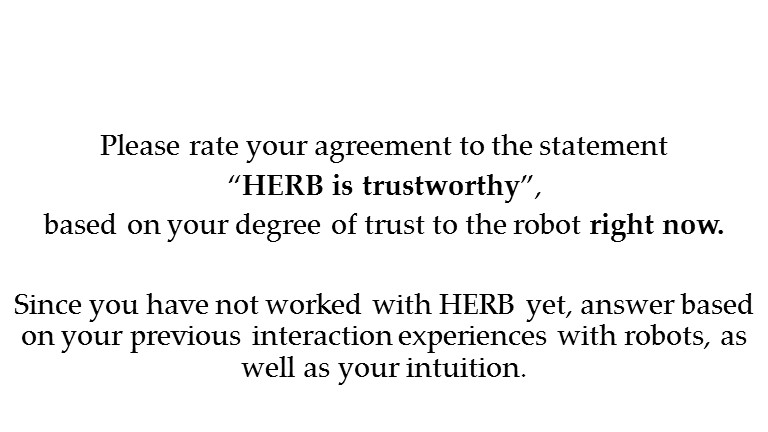 Please rate your agreement to the statement
“HERB is trustworthy”,
based on your degree of trust to the robot right now.
Since you have not worked with HERB yet, answer based
on your previous interaction experiences with robots, as
well as your intuition.